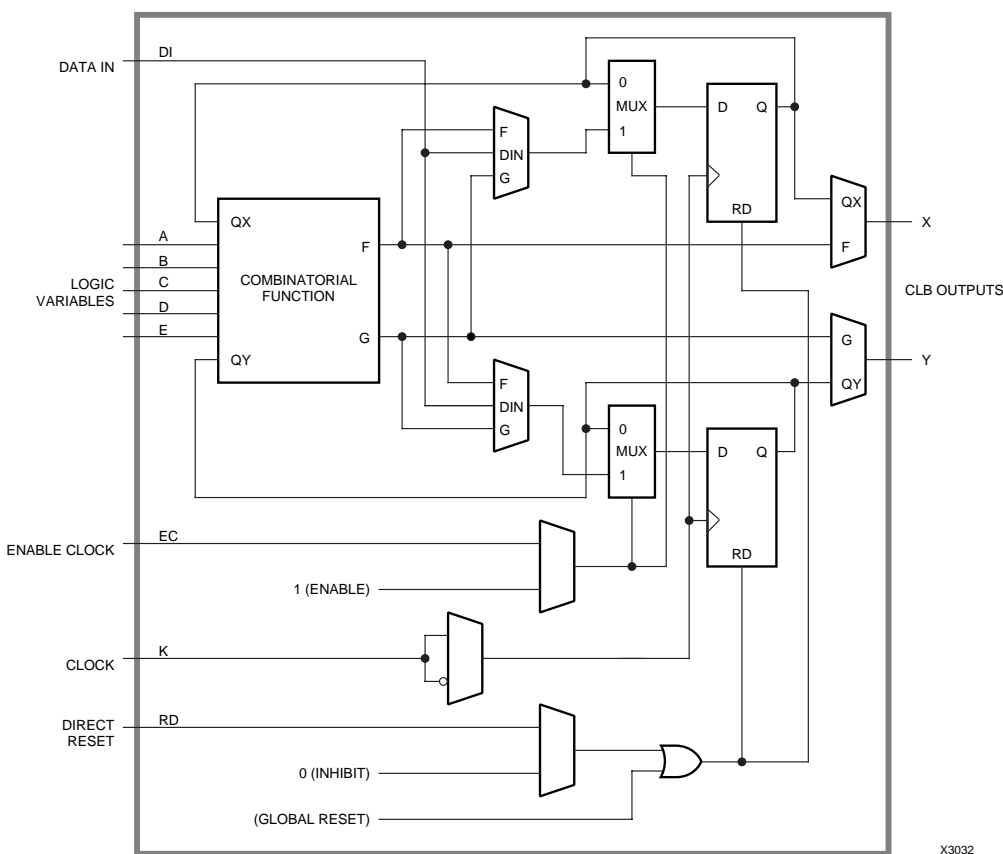 DATA IN
DI
0
MUX
1
D
Q
RD
F
DIN
G
QX
F
X
QX
A
B
LOGIC
VARIABLES
C
D
E
QY
COMBINATORIAL
FUNCTION
F
G
CLB OUTPUTS
G
QY
Y
F
DIN
G
0
MUX
1
D
Q
RD
ENABLE CLOCK
EC
1 (ENABLE)
CLOCK
K
DIRECT
RESET
RD
0 (INHIBIT)
(GLOBAL RESET)
X3032